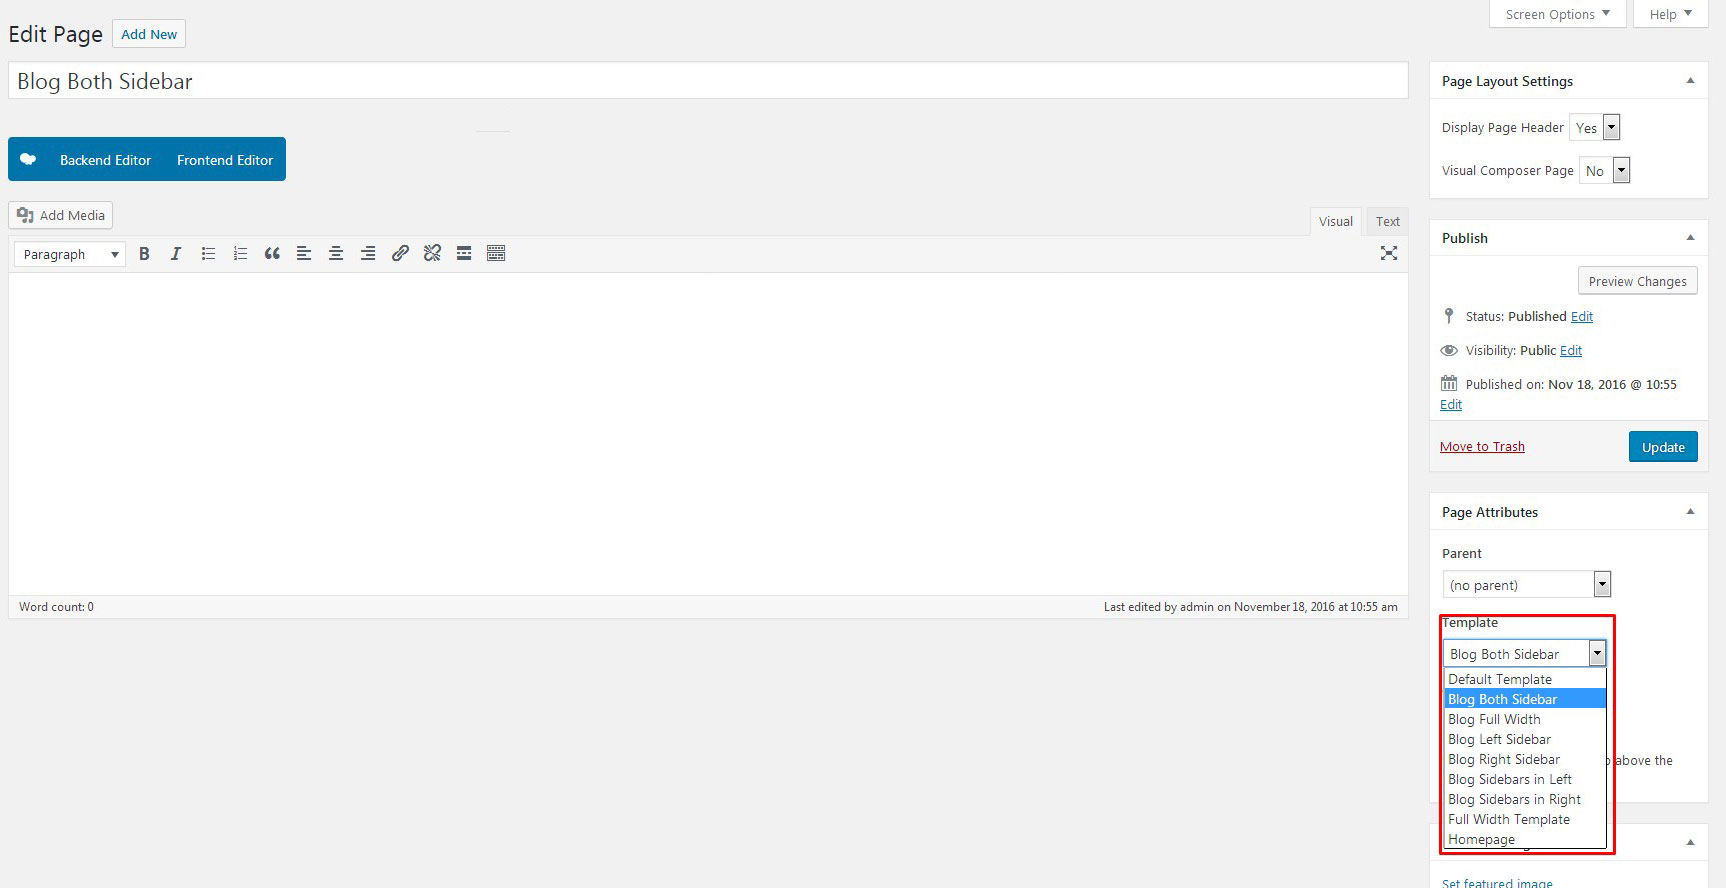 Screen Options
Help
Edit Page Add New
Blog Both Sidebar
Backend Editor Frontend Editor
Add Media
Visual Text
Paragraph
Word count: 0
Last edited by admin on November 18, 2016 at 10:55 am
Page Layout Settings
Display Page Header Yes
Visual Composer Page No
Publish
Preview Changes
Status: Published Edit
Visibility: Public Edit
Published on: Nov 18, 2016 @ 10:55
Edit
Move to Trash Update
Page Attributes
Parent
(no parent)
Template
Blog Both Sidebar
Default Template
Blog Both Sidebar
Blog Full Width
Blog Left Sidebar
Blog Right Sidebar
above the
Blog Sidebars in Left
Blog Sidebars in Right
Full Width Template
Homepage
Set featured image